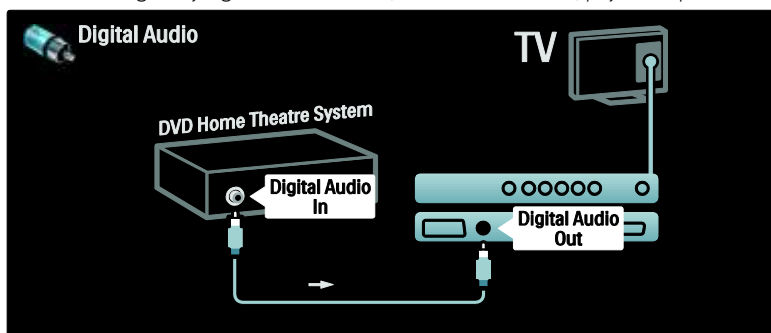 Digital Audio
TV
DVD Home Theatre System
Digital Audio
In
Digital Audio
Out